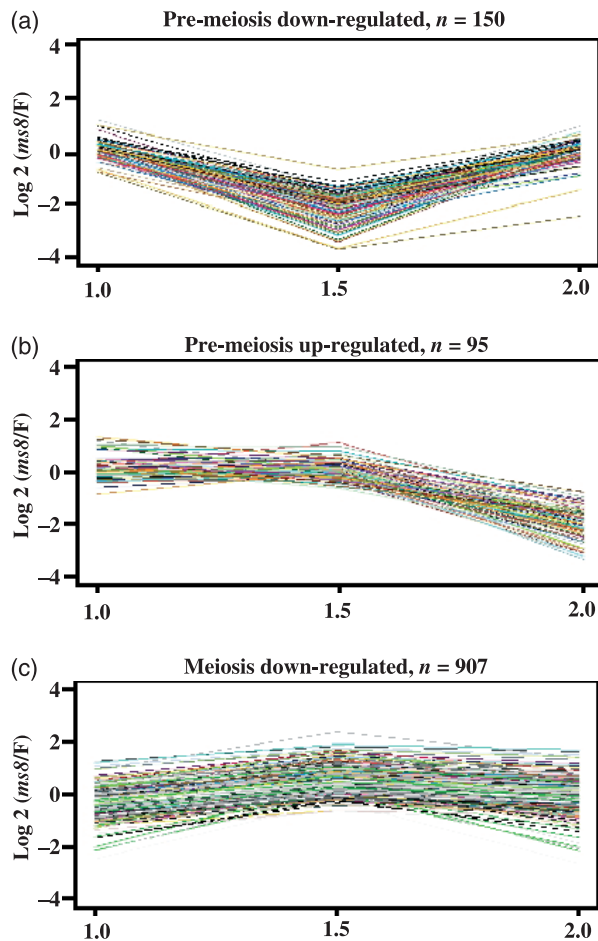 (a) Pre-meiosis down-regulated, n = 150
Log 2 (ms8/F)
4
2
0
–2
–4
1.0 1.5 2.0
(b) Pre-meiosis up-regulated, n = 95
Log 2 (ms8/F)
4
2
0
–2
–4
1.0 1.5 2.0
(c) Meiosis down-regulated, n = 907
Log 2 (ms8/F)
4
2
0
–2
–4
1.0 1.5 2.0